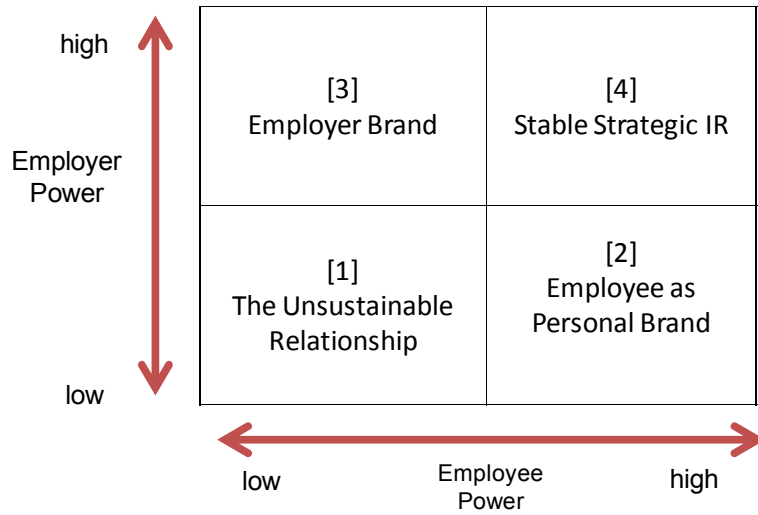 high
[3]
Employer Brand
[4]
Stable Strategic IR
Employer
Power
[1]
The Unsustainable
Relationship
[2]
Employee as
Personal Brand
low
low
Employee
Power
high